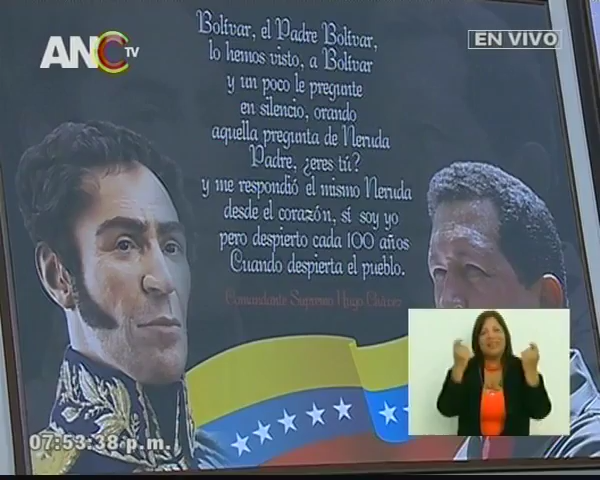 ANC TV
EN VIVO
Bolívar, el Padre Bolívar,
lo hemos visto, a Bolívar
y un poco le pregunte
en silencio, orando
aquella pregunta de Neruda
Padre, ¿eres tú?
y me respondió el mismo Neruda
desde el corazón, sí soy yo
pero despierto cada 100 años
Cuando despierta el pueblo.
Comandante Supremo Hugo Chávez
07:53:38 p.m.